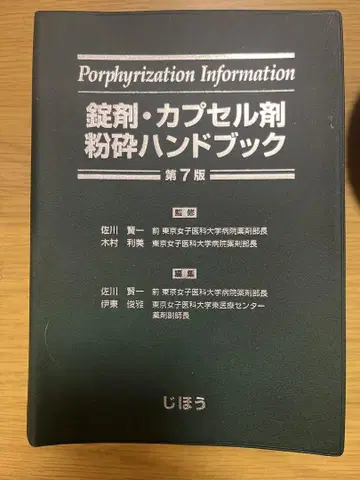 Porphyrization Information
錠剤・カプセル剤
粉砕ハンドブック
第7版
監修
佐川 賢一 前 東京女子医科大学病院薬剤部長
木村 利美 東京女子医科大学病院薬剤部長
編集
佐川 賢一 前 東京女子医科大学病院薬剤部長
伊東 俊雅 東京女子医科大学東医療センター
薬剤副部長
じほう